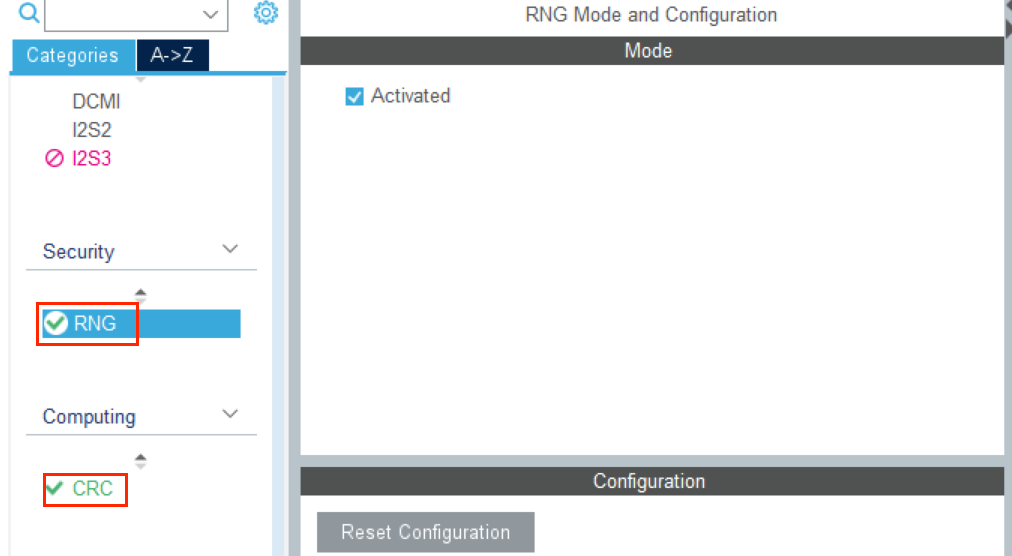 Categories
A->Z
DCMI
I2S2
I2S3
Security
RNG
Computing
CRC
RNG Mode and Configuration
Mode
Activated
Configuration
Reset Configuration